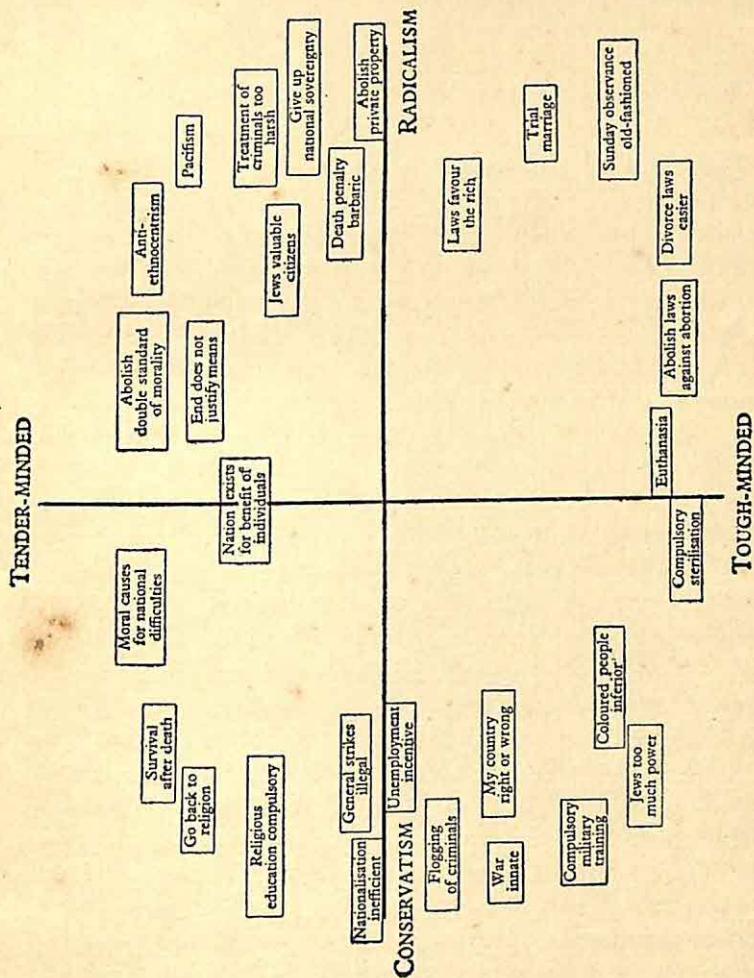 TENDER-MINDED
Moral causes
for national
difficulties
Abolish
double standard
of morality
Anti-
ethnocentrism
Survival
after death
Pacifism
Go back to
religion
End does not
justify means
Nation exists
for benefit of
individuals
Treatment of
criminals too
harsh
Religious
education compulsory
Jews valuable
citizens
Give up
national sovereignty
Death penalty
barbaric
General strikes
illegal
Nationalisation
inefficient
Abolish
private property
CONSERVATISM
RADICALISM
Unemployment
incentive
Flogging
of criminals
Laws favour
the rich
My country
right or wrong
War
innate
Trial
marriage
Compulsory
military
training
Coloured people
inferior
Sunday observance
old-fashioned
Jews too
much power
Euthanasia
Compulsory
sterilisation
Abolish laws
against abortion
Divorce laws
easier
TOUGH-MINDED